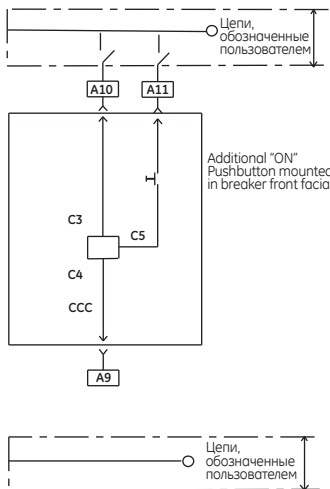 Цепи,
обозначенные
пользователем
A10
A11
Additional "ON"
Pushbutton mounted
in breaker front facia
C3
C5
C4
CCC
A9
Цепи,
обозначенные
пользователем